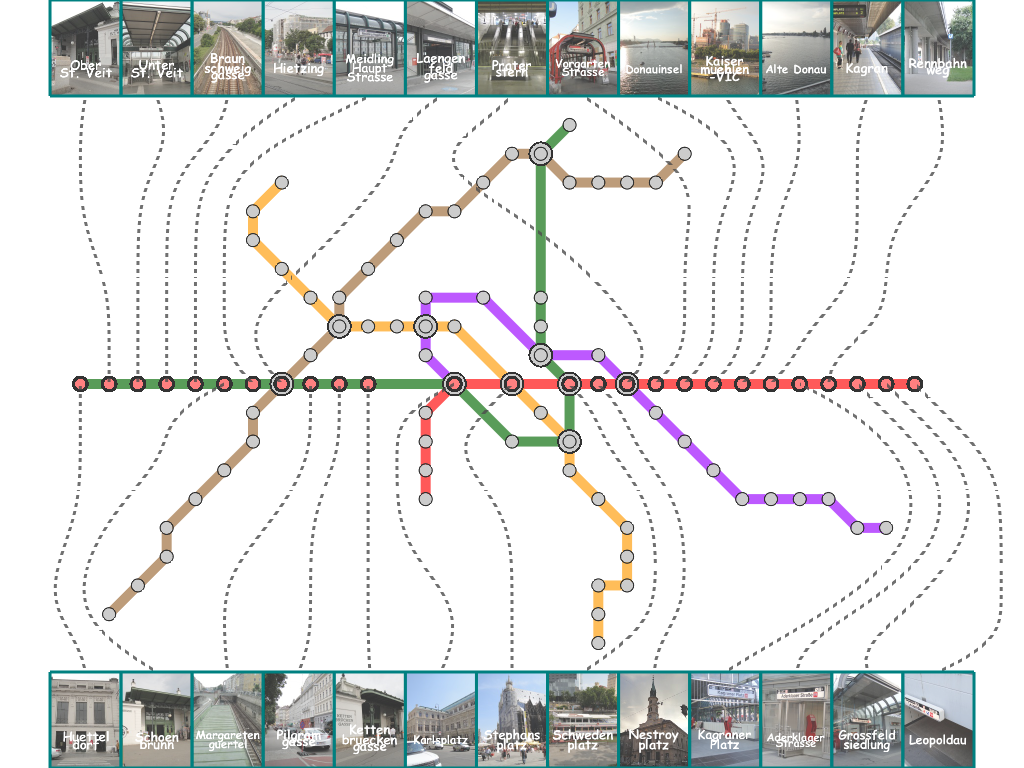 Ober
St. Veit
Unter
St. Veit
Braun
schweig
gasse
Hietzing
Meidling
Haupt
Strasse
Laengen
feld
gasse
Prater
stern
Vorgarten
Strasse
Donauinsel
Kaiser
muehlen
-VIC
Alte Donau
Kagran
Rennbahn
weg
Huettel
dorf
Schoen
brunn
Margareten
guertel
Pilgram
gasse
Ketten
bruecken
gasse
Karlsplatz
Stephans
platz
Schweden
platz
Nestroy
platz
Kagraner
Platz
Aderklaaer
Strasse
Grossfeld
siedlung
Leopoldau